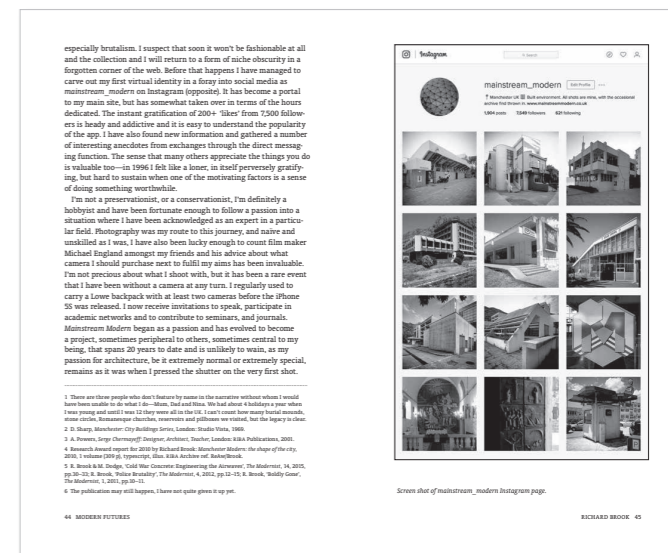 especially brutalism. I suspect that soon it won't be fashionable at all
and the collection and I will return to a form of niche obscurity in a
forgotten corner of the web. Before that happens I have managed to
carve out my first virtual identity in a foray into social media as
mainstream_modern on Instagram (opposite). It has become a portal
to my main site, but has somewhat taken over in terms of the hours
dedicated. The instant gratification of 200+ 'likes' from 7,500 follow-
ers is heady and addictive and it is easy to understand the popularity
of the app. I have also found new information and gathered a number
of interesting anecdotes from exchanges through the direct messag-
ing function. The sense that many others appreciate the things you do
is valuable too—in 1996 I felt like a loner, in itself perversely gratify-
ing, but hard to sustain when one of the motivating factors is a sense
of doing something worthwhile.
I'm not a preservationist, or a conservationist, I'm definitely a
hobbyist and have been fortunate enough to follow a passion into a
situation where I have been acknowledged as an expert in a particu-
lar field. Photography was my route to this journey, and naive and
unskilled as I was, I have also been lucky enough to count film maker
Michael England amongst my friends and his advice about what
camera I should purchase next to fulfil my aims has been invaluable.
I'm not precious about what I shoot with, but it has been a rare event
that I have been without a camera at any turn. I regularly used to
carry a Lowe backpack with at least two cameras before the iPhone
5S was released. I now receive invitations to speak, participate in
academic networks and to contribute to seminars, and journals.
Mainstream Modern began as a passion and has evolved to become
a project, sometimes peripheral to others, sometimes central to my
being, that spans 20 years to date and is unlikely to wain, as my
passion for architecture, be it extremely normal or extremely special,
remains as it was when I pressed the shutter on the very first shot.
1 There are three people who don't feature by name in the narrative without whom I would
have been unable to do what I do—Mum, Dad and Nina. We had about 4 holidays a year when
I was young and until I was 12 they were all in the UK. I can't count how many burial mounds,
stone circles, Romanesque churches, reservoirs and pillboxes we visited, but the legacy is clear.
2 D. Sharp, Manchester: City Buildings Series, London: Studio Vista, 1969.
3 A. Powers, Serge Chermayeff: Designer, Architect, Teacher, London: RIBA Publications, 2001.
4 Research Award report for 2010 by Richard Brook: Manchester Modern: the shape of the city,
2010, 1 volume (309 p), typescript, illus. RIBA Archive ref. ReAw/Brook.
5 R. Brook & M. Dodge, 'Cold War Concrete: Engineering the Airwaves', The Modernist, 14, 2015,
pp.30–33; R. Brook, 'Police Brutality', The Modernist, 4, 2012, pp.12–15; R. Brook, 'Boldly Gone',
The Modernist, 1, 2011, pp.10–11.
6 The publication may still happen, I have not quite given it up yet.
44 MODERN FUTURES
Instagram
Search
mainstream_modern Edit Profile
Manchester UK Built environment. All shots are mine, with the occasional
archive find thrown in. www.mainstreammodern.co.uk
1,904 posts 7,549 followers 621 following
Screen shot of mainstream_modern Instagram page.
RICHARD BROOK 45